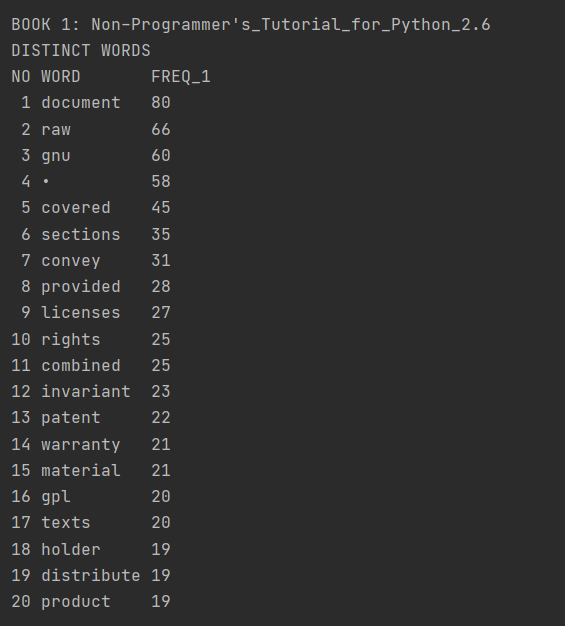 BOOK 1: Non-Programmer's_Tutorial_for_Python_2.6
DISTINCT WORDS
NO WORD       FREQ_1
 1 document   80
 2 raw        66
 3 gnu        60
 4 •          58
 5 covered    45
 6 sections   35
 7 convey     31
 8 provided   28
 9 licenses   27
10 rights     25
11 combined   25
12 invariant  23
13 patent     22
14 warranty   21
15 material   21
16 gpl        20
17 texts      20
18 holder     19
19 distribute 19
20 product    19